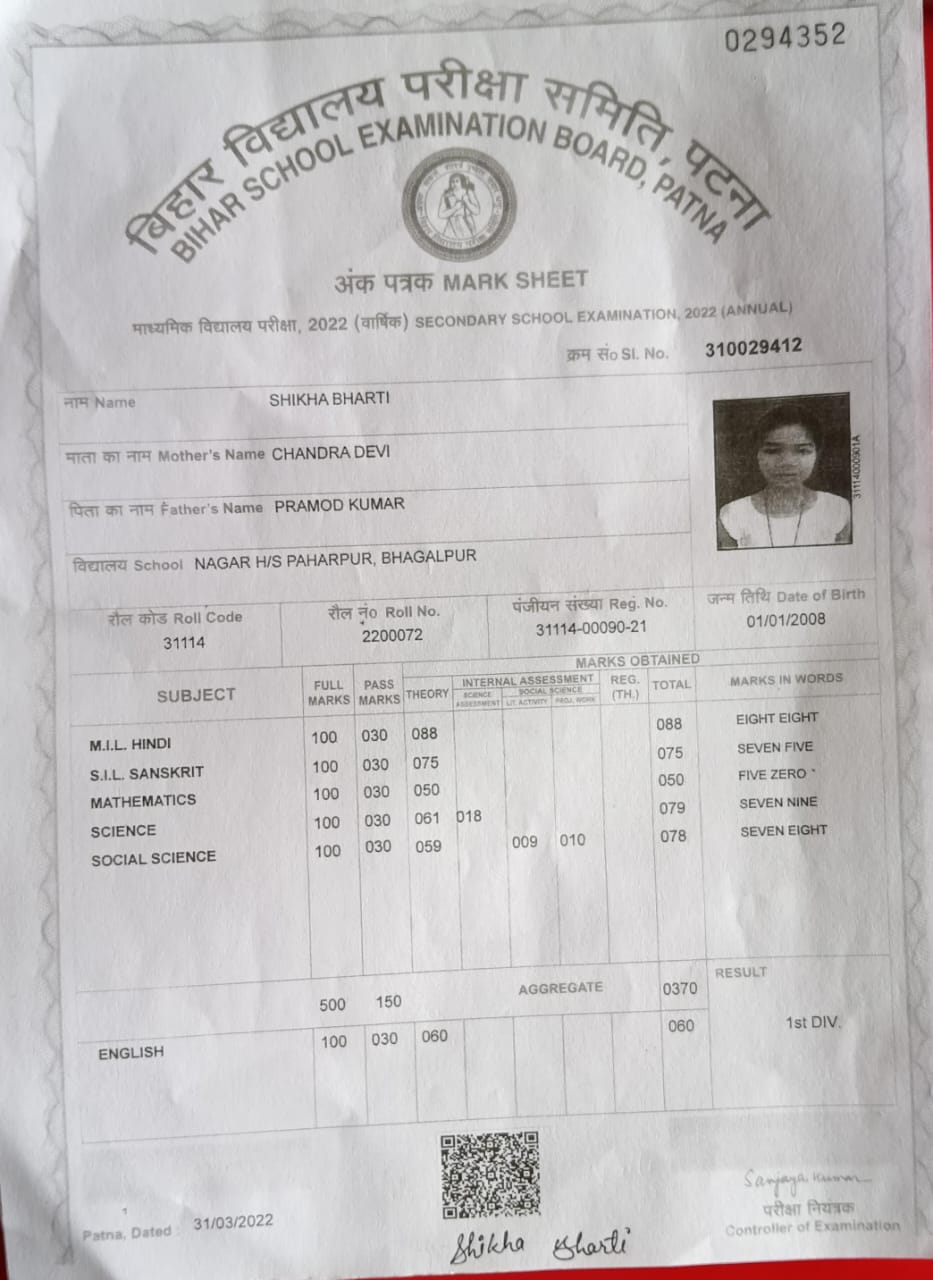 0294352
बिहार विद्यालय परीक्षा समिति, पटना
BIHAR SCHOOL EXAMINATION BOARD, PATNA
अंक पत्रक MARK SHEET
माध्यमिक विद्यालय परीक्षा, 2022 (वार्षिक) SECONDARY SCHOOL EXAMINATION, 2022 (ANNUAL)
क्रम सं० Sl. No. 310029412
नाम Name SHIKHA BHARTI
माता का नाम Mother's Name CHANDRA DEVI
पिता का नाम Father's Name PRAMOD KUMAR
विद्यालय School NAGAR H/S PAHARPUR, BHAGALPUR
31114000901A
रौल कोड Roll Code रौल नं० Roll No. पंजीयन संख्या Reg. No. जन्म तिथि Date of Birth
31114 2200072 31114-00090-21 01/01/2008
MARKS OBTAINED
SUBJECT FULL MARKS PASS MARKS THEORY INTERNAL ASSESSMENT REG. (TH.) TOTAL MARKS IN WORDS
SCIENCE ASSESSMENT SOCIAL SCIENCE LIT. ACTIVITY PROJ. WORK
M.I.L. HINDI 100 030 088 088 EIGHT EIGHT
S.I.L. SANSKRIT 100 030 075 075 SEVEN FIVE
MATHEMATICS 100 030 050 050 FIVE ZERO
SCIENCE 100 030 061 018 079 SEVEN NINE
SOCIAL SCIENCE 100 030 059 009 010 078 SEVEN EIGHT
500 150 AGGREGATE 0370 RESULT
ENGLISH 100 030 060 060 1st DIV.
Sanjaya Kumar
परीक्षा नियंत्रक
Patna, Dated : 31/03/2022 Controller of Examination
Shikha Bharti